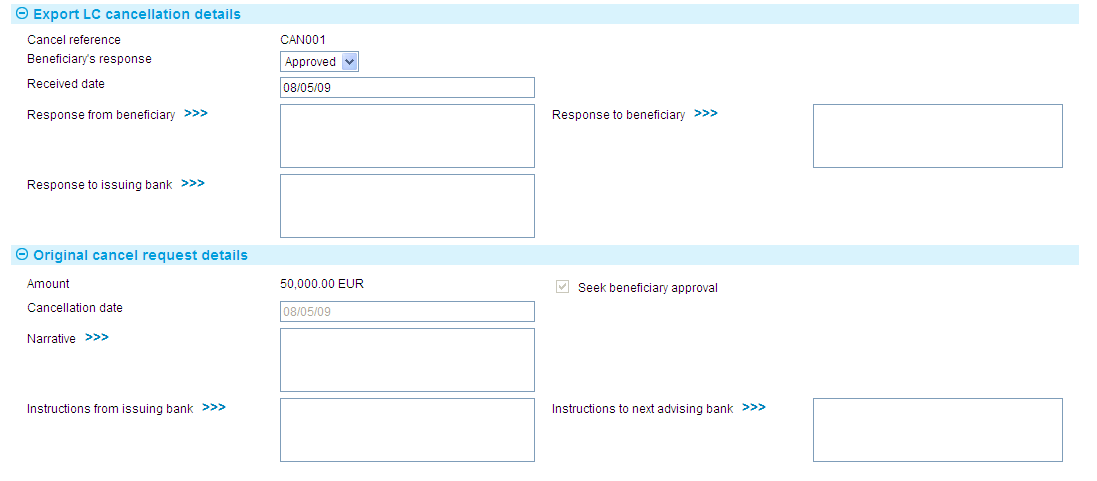 Export LC cancellation details
Cancel reference CAN001
Beneficiary's response Approved
Received date 08/05/09
Response from beneficiary >>> Response to beneficiary >>>
Response to issuing bank >>>
Original cancel request details
Amount 50,000.00 EUR Seek beneficiary approval
Cancellation date 08/05/09
Narrative >>>
Instructions from issuing bank >>> Instructions to next advising bank >>>